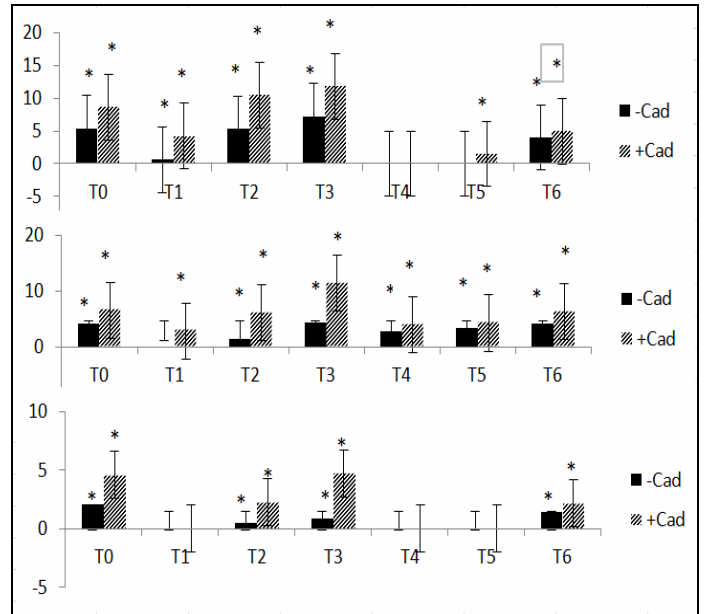 20
15
10
5
0
-5
* * * * * * * * * * *
T0 T1 T2 T3 T4 T5 T6
-Cad
+Cad
20
10
0
* * * * * * * * * * * * *
T0 T1 T2 T3 T4 T5 T6
-Cad
+Cad
10
5
0
-5
* * * * * * * *
T0 T1 T2 T3 T4 T5 T6
-Cad
+Cad